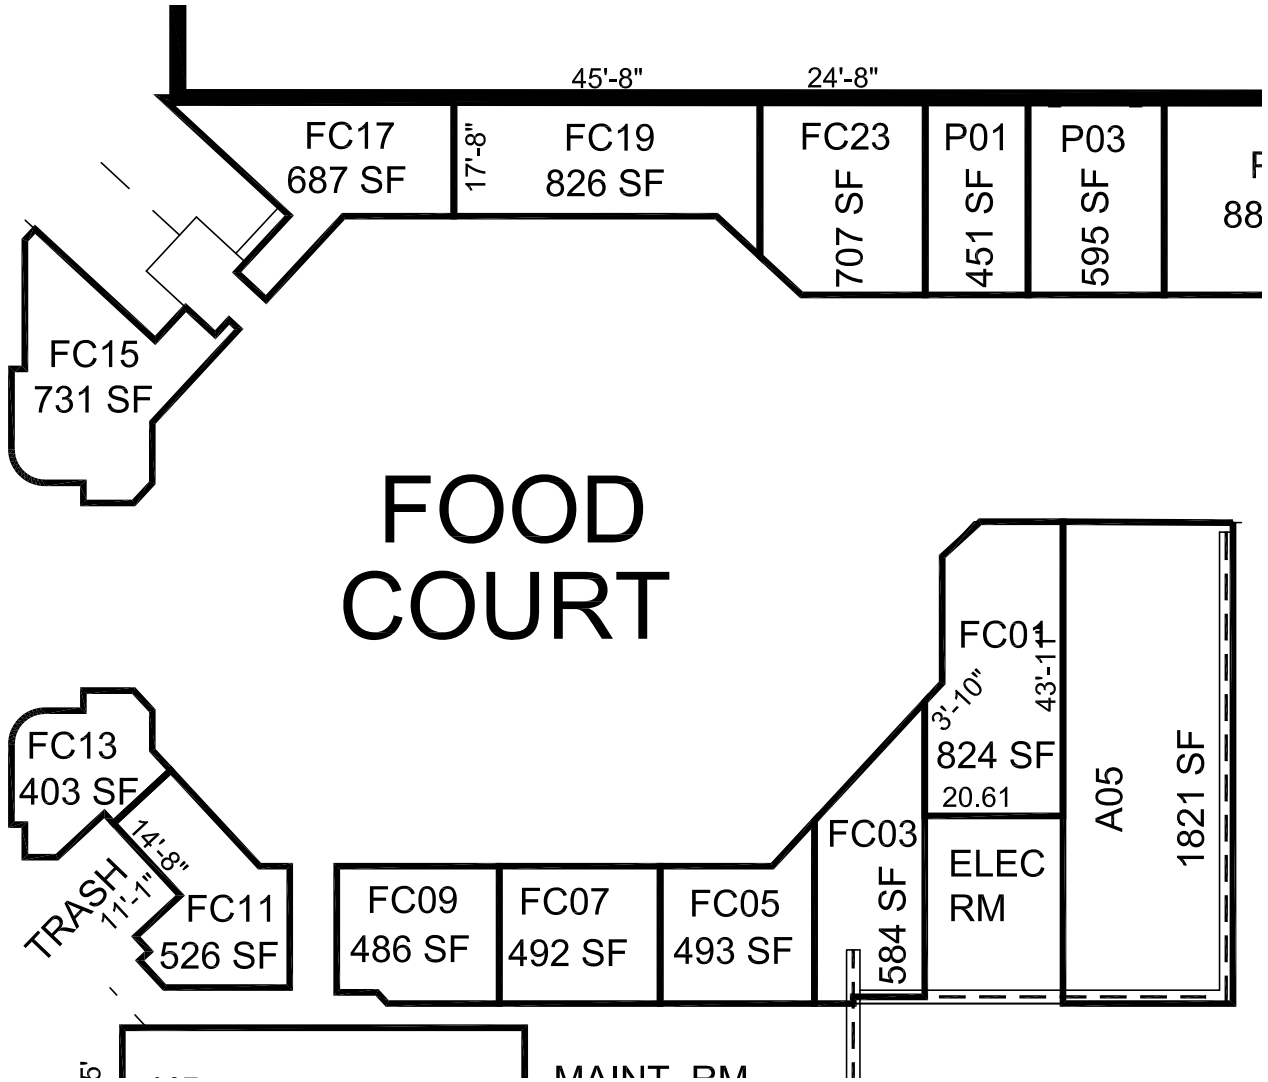 45'-8"
24'-8"
FC17
687 SF
17'-8"
FC19
826 SF
FC23
707 SF
P01
451 SF
P03
595 SF
FC15
731 SF
FOOD
COURT
FC01
43'-11"
3'-10"
824 SF
20.61
A05
1821 SF
FC13
403 SF
14'-8"
TRASH
11'-1"
FC11
526 SF
FC09
486 SF
FC07
492 SF
FC05
493 SF
FC03
584 SF
ELEC
RM
MAINT. RM